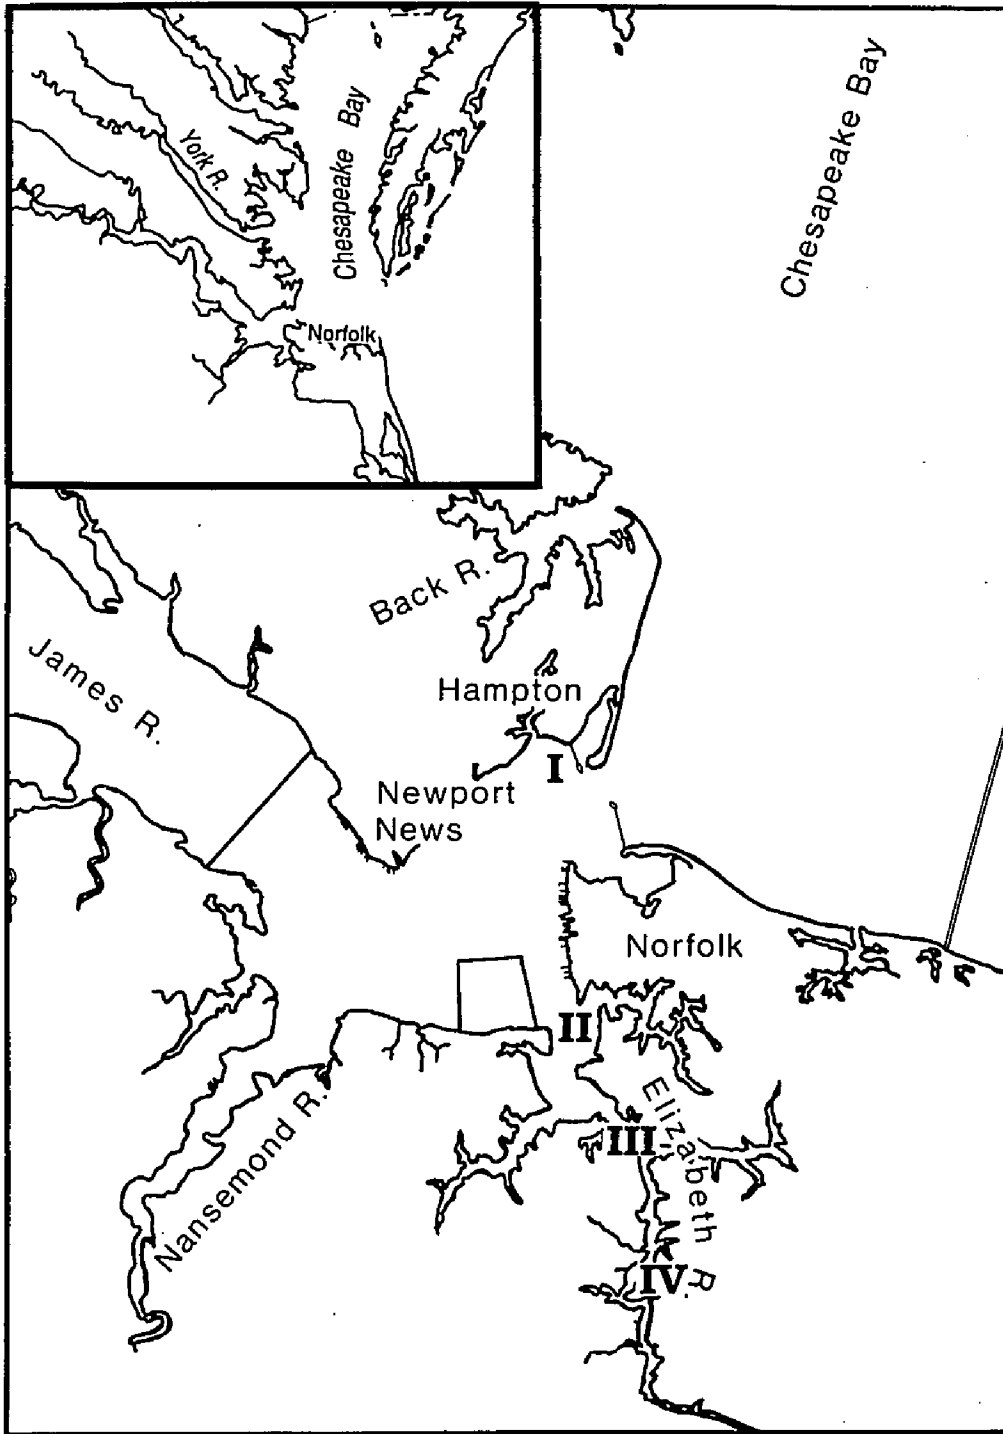 York R.
Chesapeake Bay
Norfolk
Chesapeake Bay
Back R.
James R.
Hampton
I
Newport
News
Norfolk
II
Elizabeth R.
III
Nansemond R.
IV